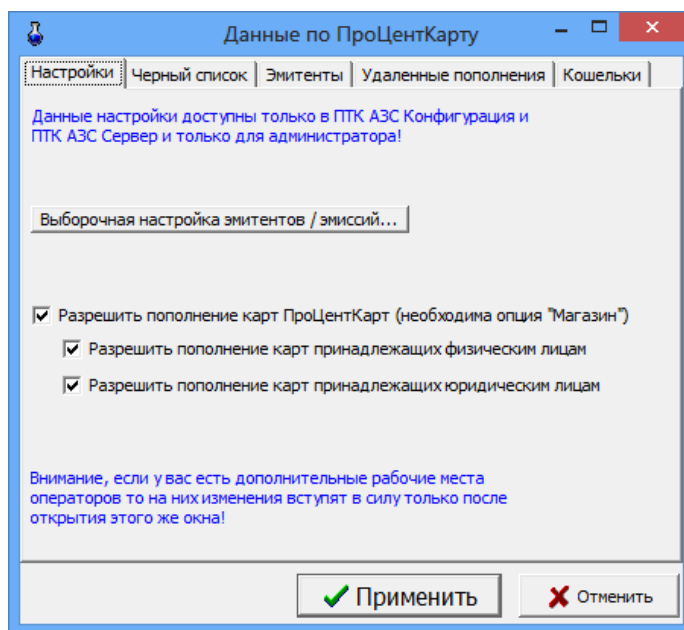 Данные по ПроЦентКарту
Настройки Черный список Эмитенты Удаленные пополнения Кошельки
Данные настройки доступны только в ПТК АЗС Конфигурация и
ПТК АЗС Сервер и только для администратора!
Выборочная настройка эмитентов / эмиссий...
Разрешить пополнение карт ПроЦентКарт (необходима опция "Магазин")
Разрешить пополнение карт принадлежащих физическим лицам
Разрешить пополнение карт принадлежащих юридическим лицам
Внимание, если у вас есть дополнительные рабочие места
операторов то на них изменения вступят в силу только после
открытия этого же окна!
Применить Отменить